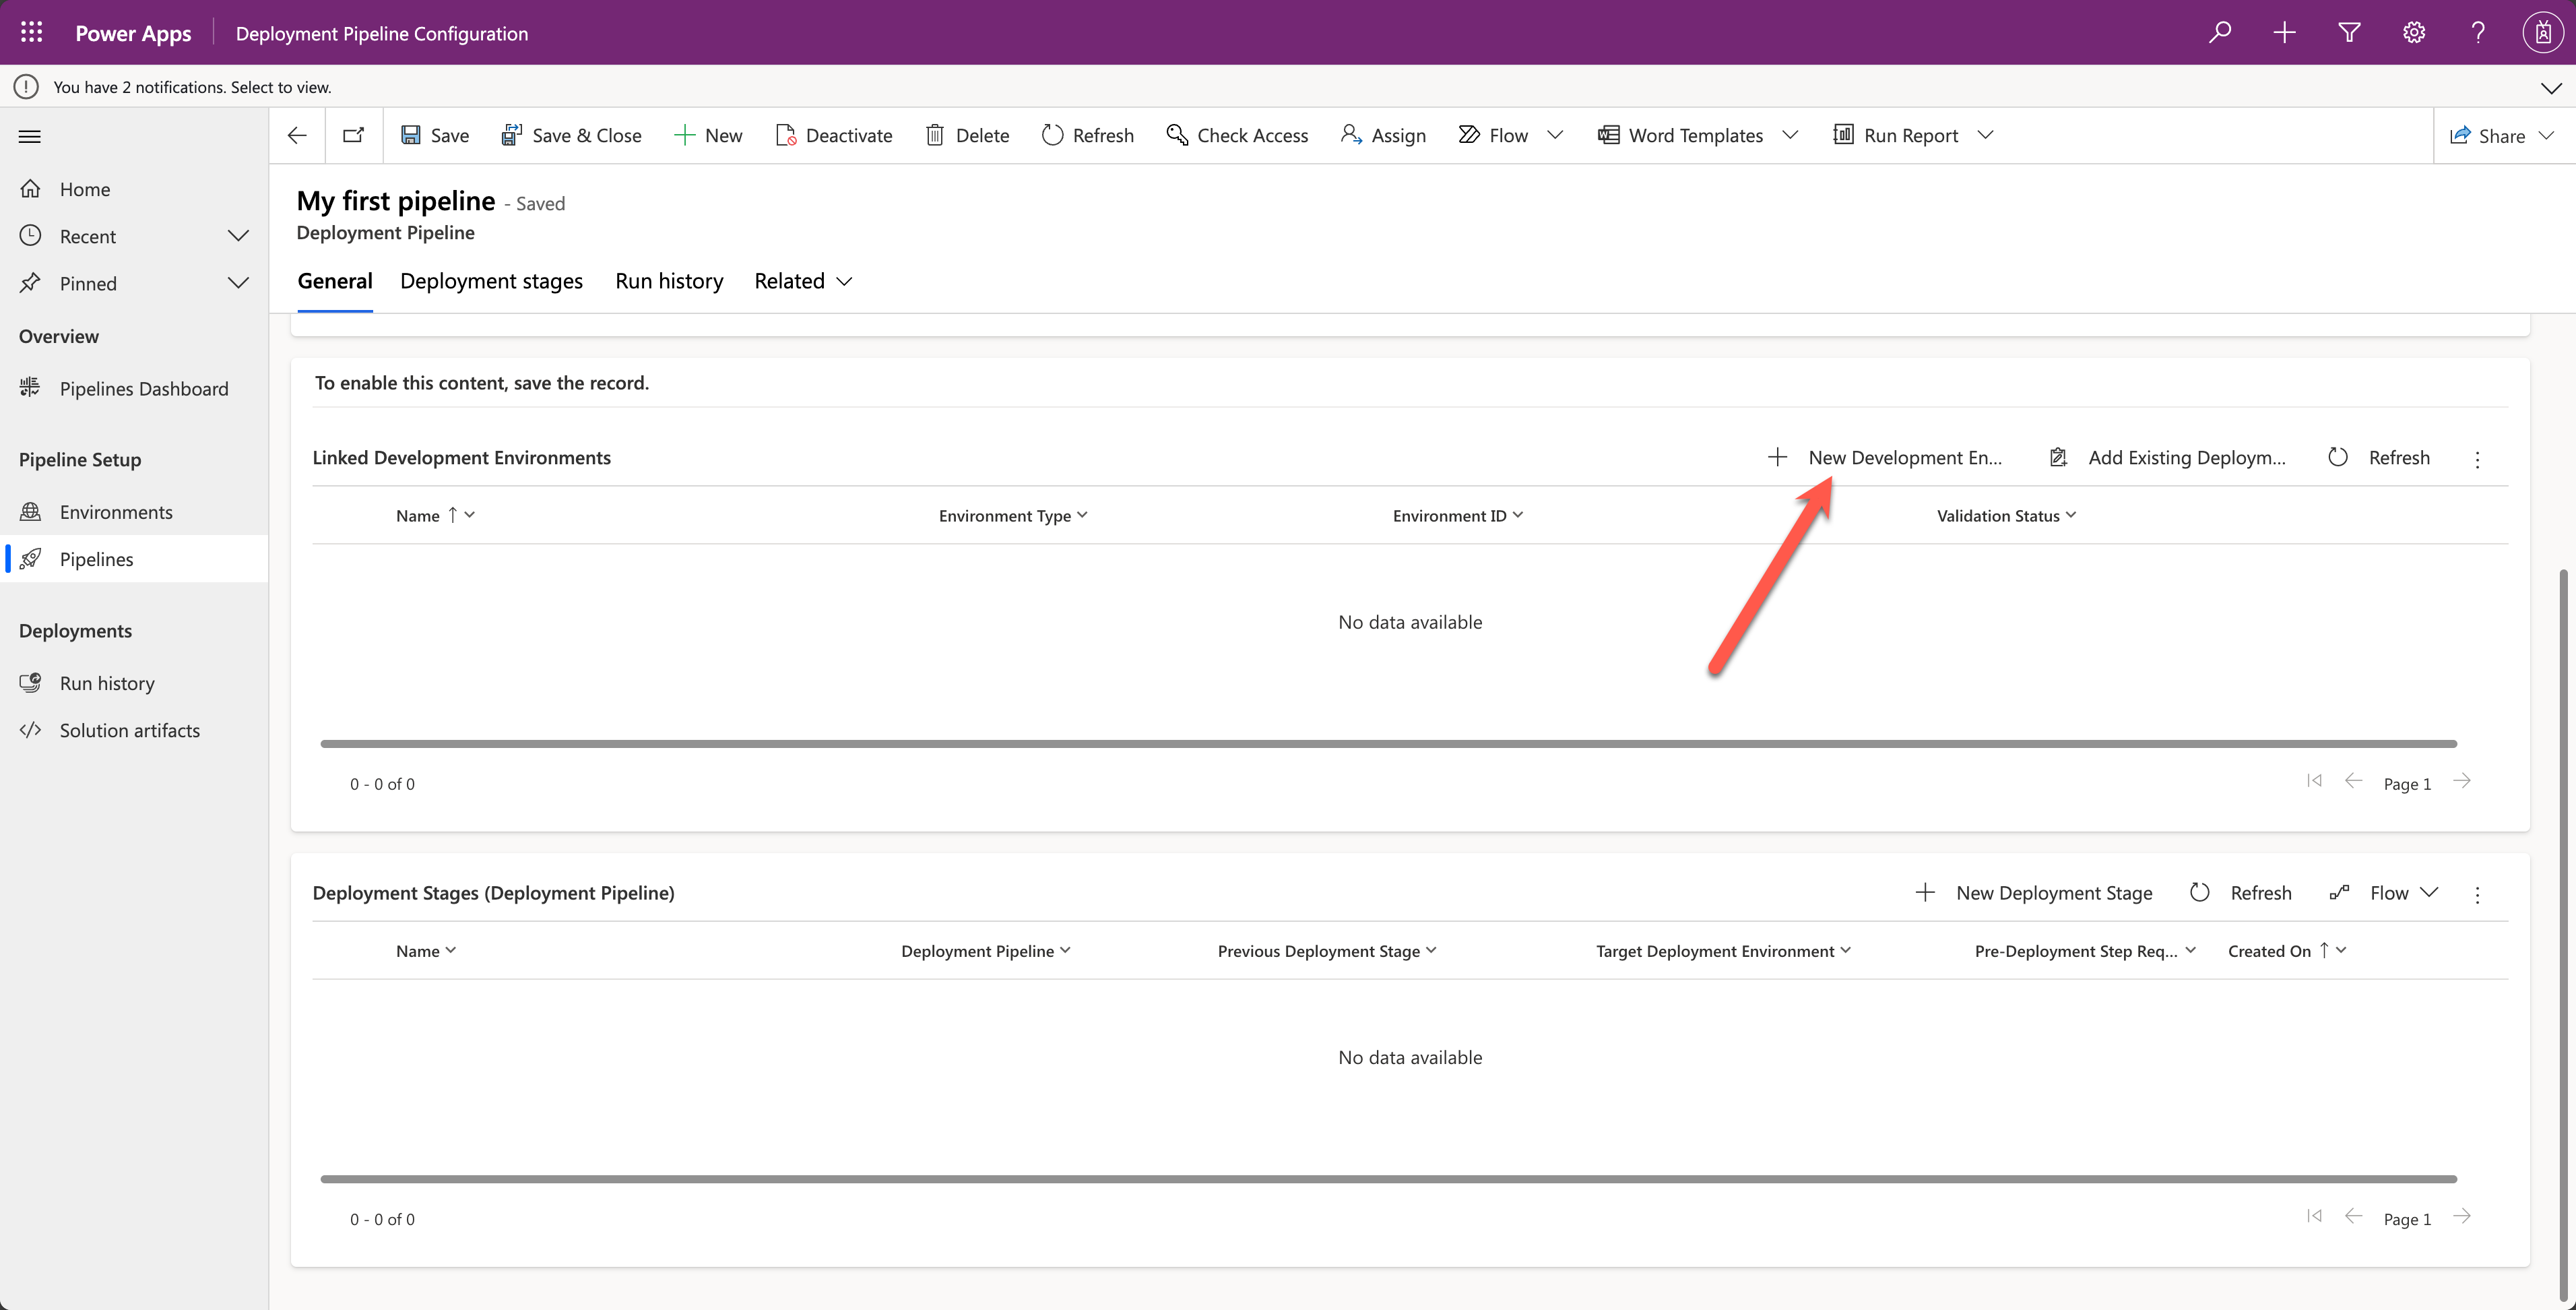 Power Apps
Deployment Pipeline Configuration
You have 2 notifications. Select to view.
Save
Save & Close
New
Deactivate
Delete
Refresh
Check Access
Assign
Flow
Word Templates
Run Report
Share
Home
Recent
Pinned
Overview
Pipelines Dashboard
Pipeline Setup
Environments
Pipelines
Deployments
Run history
Solution artifacts
My first pipeline - Saved
Deployment Pipeline
General
Deployment stages
Run history
Related
To enable this content, save the record.
Linked Development Environments
New Development En...
Add Existing Deploym...
Refresh
Name
Environment Type
Environment ID
Validation Status
No data available
0 - 0 of 0
Page 1
Deployment Stages (Deployment Pipeline)
New Deployment Stage
Refresh
Flow
Name
Deployment Pipeline
Previous Deployment Stage
Target Deployment Environment
Pre-Deployment Step Req...
Created On
No data available
0 - 0 of 0
Page 1